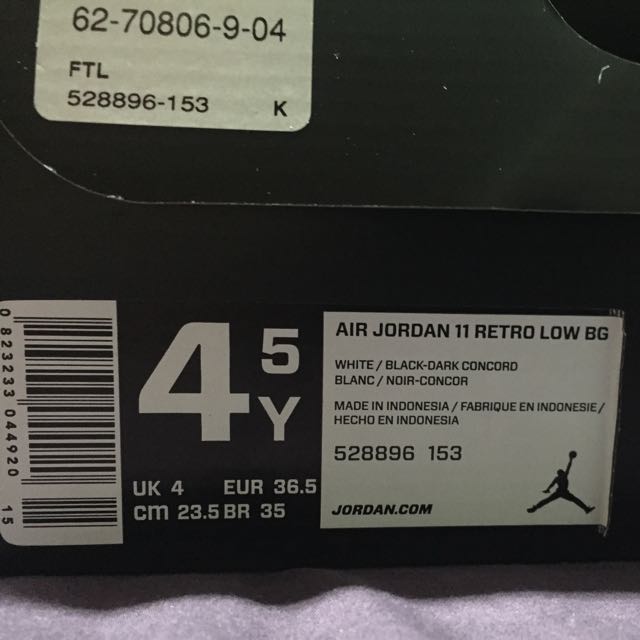 62-70806-9-04
FTL
528896-153 K
0 823233 044920 15
4 5 Y
UK 4 EUR 36.5
cm 23.5 BR 35
AIR JORDAN 11 RETRO LOW BG
WHITE / BLACK-DARK CONCORD
BLANC / NOIR-CONCOR
MADE IN INDONESIA / FABRIQUE EN INDONESIE /
HECHO EN INDONESIA
528896 153
JORDAN.COM